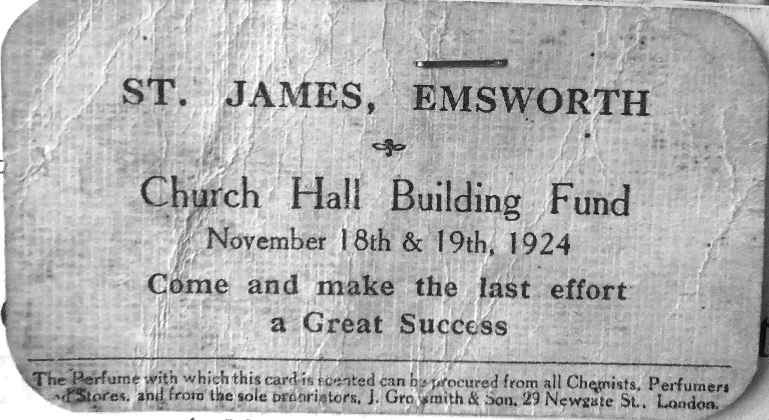 ST. JAMES, EMSWORTH
Church Hall Building Fund
November 18th & 19th, 1924
Come and make the last effort
a Great Success
The Perfume with which this card is scented can be procured from all Chemists, Perfumers
and Stores, and from the sole proprietors, J. Grossmith & Son, 29 Newgate St., London.